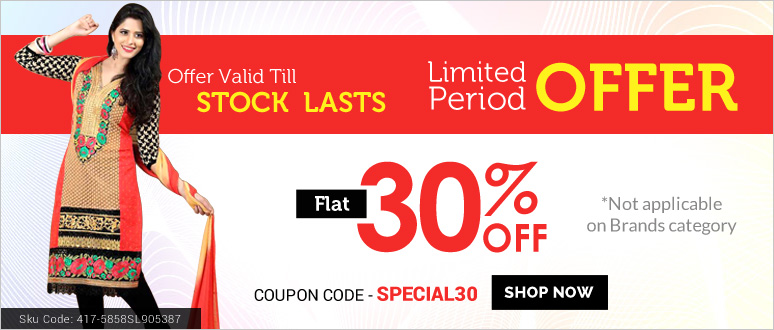 Offer Valid Till
STOCK LASTS
Limited
Period
OFFER
Flat
30% OFF
*Not applicable
on Brands category
COUPON CODE - SPECIAL30
SHOP NOW
Sku Code: 417-5858SL905387